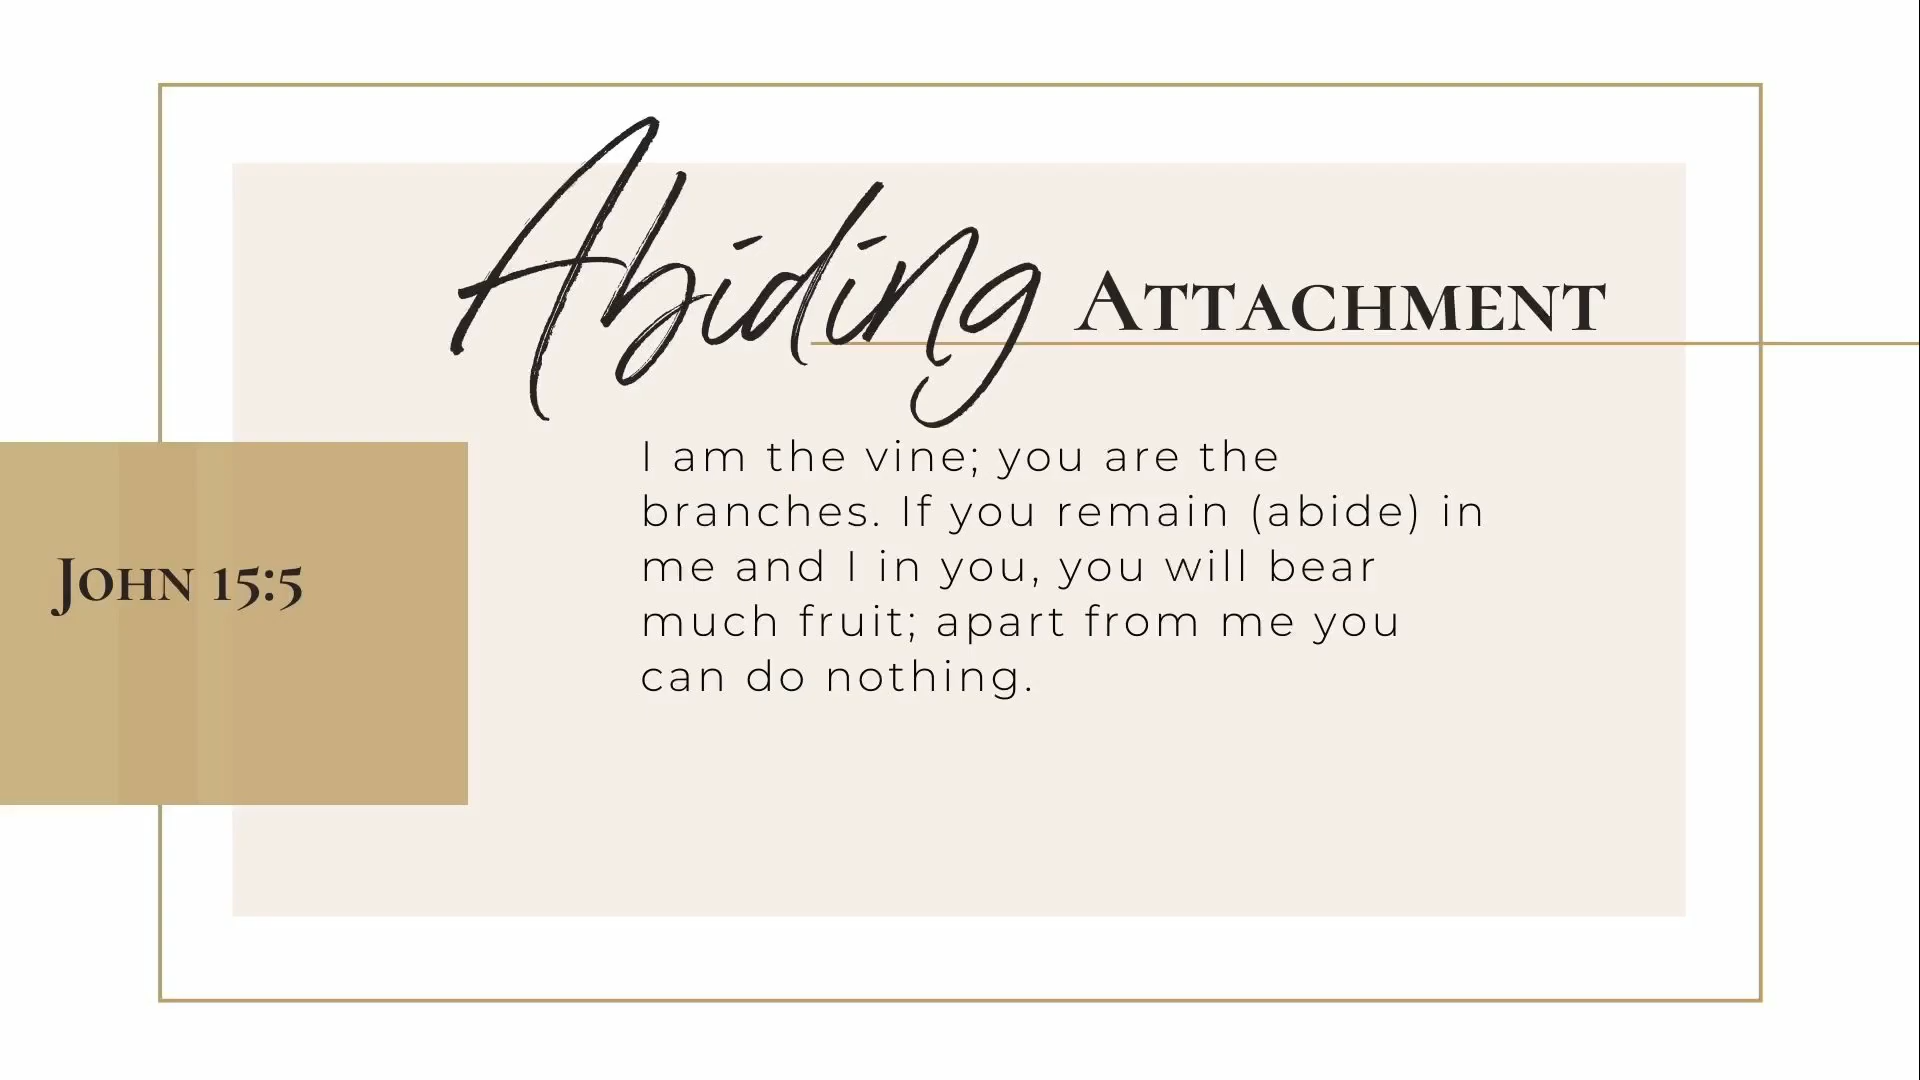 Abiding ATTACHMENT
I am the vine; you are the
branches. If you remain (abide) in
me and I in you, you will bear
much fruit; apart from me you
can do nothing.
JOHN 15:5